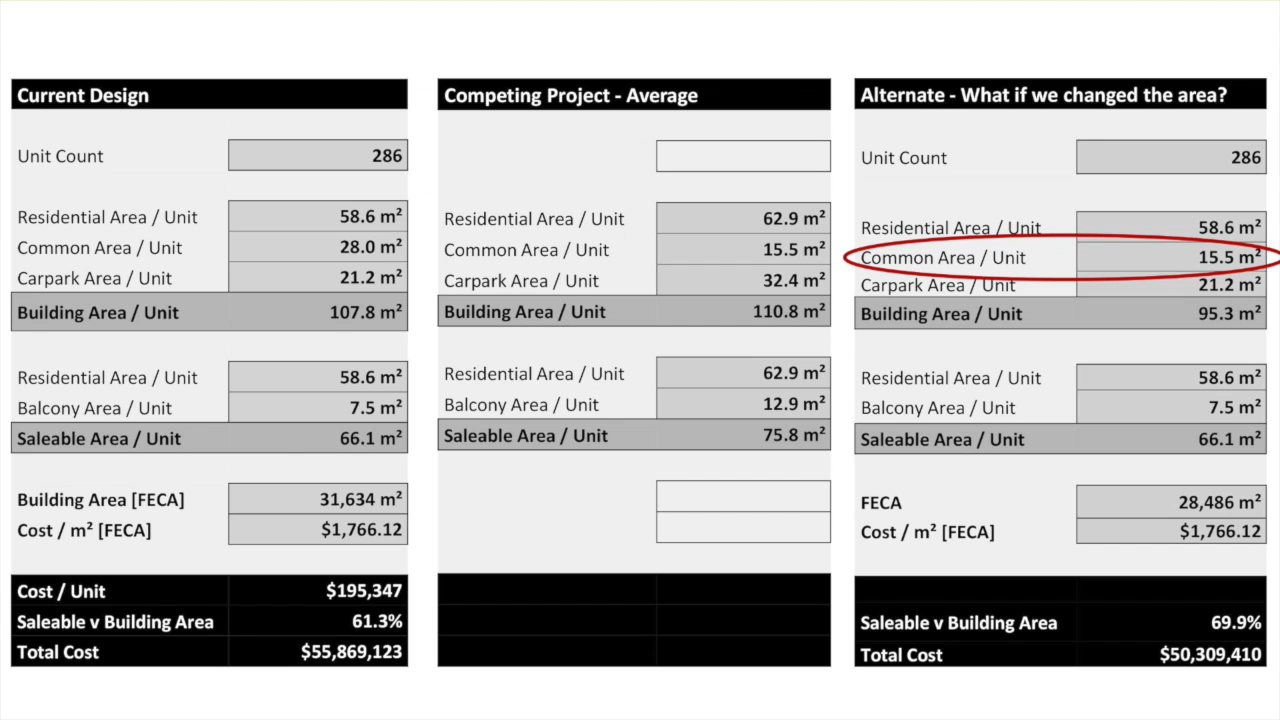 Current Design
Unit Count 286
Residential Area / Unit 58.6 m²
Common Area / Unit 28.0 m²
Carpark Area / Unit 21.2 m²
Building Area / Unit 107.8 m²
Residential Area / Unit 58.6 m²
Balcony Area / Unit 7.5 m²
Saleable Area / Unit 66.1 m²
Building Area [FECA] 31,634 m²
Cost / m² [FECA] $1,766.12
Cost / Unit $195,347
Saleable v Building Area 61.3%
Total Cost $55,869,123
Competing Project - Average
Residential Area / Unit 62.9 m²
Common Area / Unit 15.5 m²
Carpark Area / Unit 32.4 m²
Building Area / Unit 110.8 m²
Residential Area / Unit 62.9 m²
Balcony Area / Unit 12.9 m²
Saleable Area / Unit 75.8 m²
Alternate - What if we changed the area?
Unit Count 286
Residential Area / Unit 58.6 m²
Common Area / Unit 15.5 m²
Carpark Area / Unit 21.2 m²
Building Area / Unit 95.3 m²
Residential Area / Unit 58.6 m²
Balcony Area / Unit 7.5 m²
Saleable Area / Unit 66.1 m²
FECA 28,486 m²
Cost / m² [FECA] $1,766.12
Saleable v Building Area 69.9%
Total Cost $50,309,410